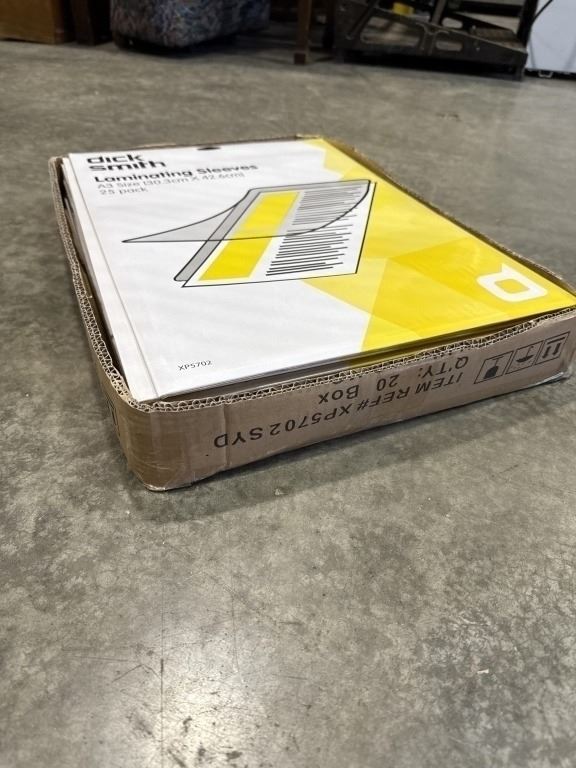 dick
smith
Laminating Sleeves
A3 Size (30.3cm X 42.6cm)
25 pack
XP5702
ITEM REF# XP5702SYD
Q'TY: 20 Box